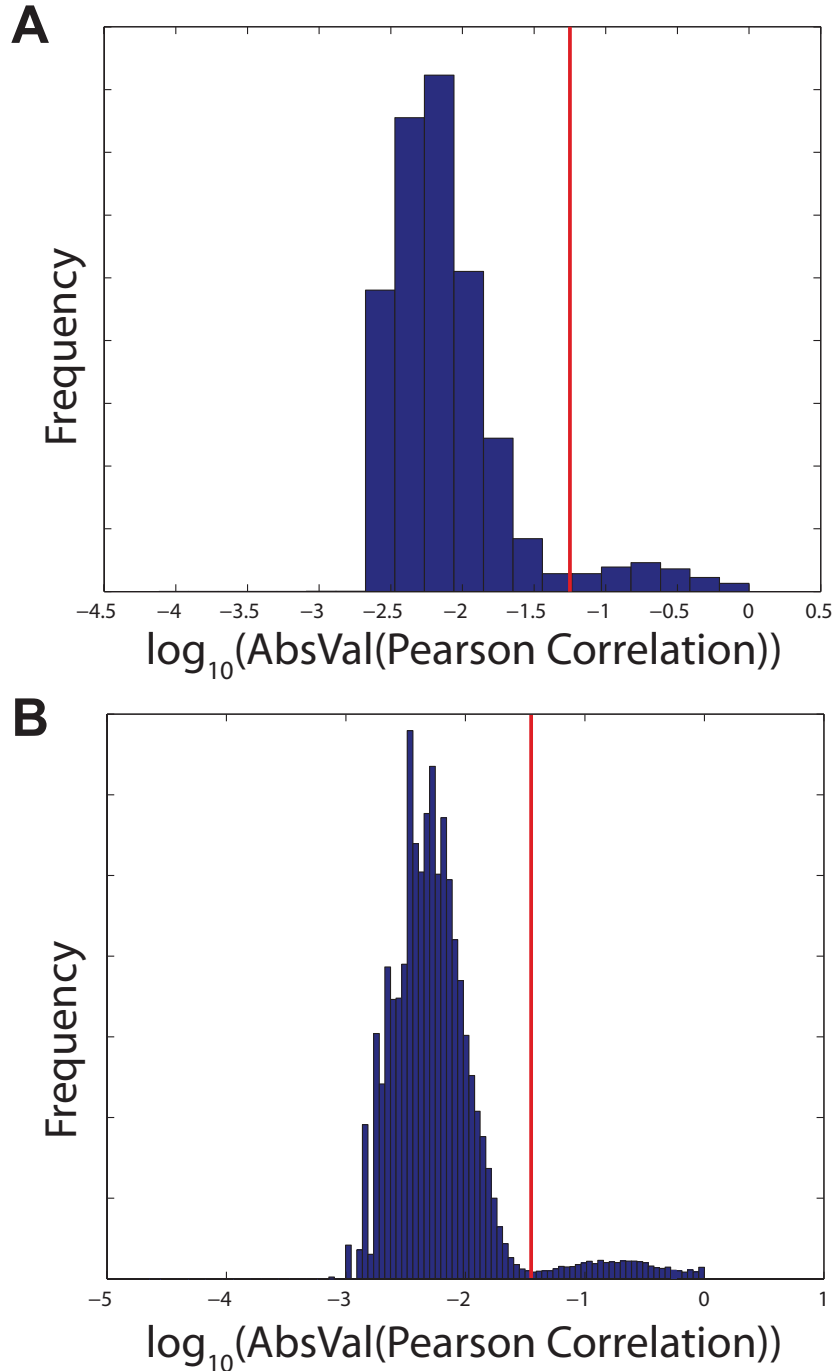 A
Frequency
−4.5 −4 −3.5 −3 −2.5 −2 −1.5 −1 −0.5 0 0.5
log10(AbsVal(Pearson Correlation))
B
Frequency
−5 −4 −3 −2 −1 0 1
log10(AbsVal(Pearson Correlation))